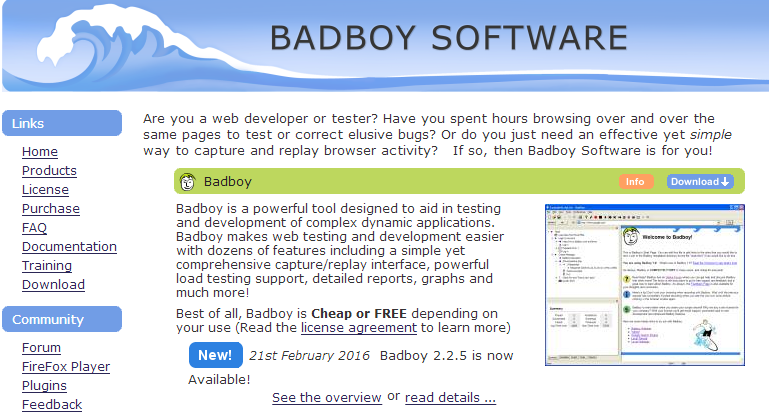 BADBOY SOFTWARE
Links
Home
Products
License
Purchase
FAQ
Documentation
Training
Download
Community
Forum
FireFox Player
Plugins
Feedback
Are you a web developer or tester? Have you spent hours browsing over and over the
same pages to test or correct elusive bugs? Or do you just need an effective yet simple
way to capture and replay browser activity? If so, then Badboy Software is for you!
Badboy
Info
Download
Badboy is a powerful tool designed to aid in testing
and development of complex dynamic applications.
Badboy makes web testing and development easier
with dozens of features including a simple yet
comprehensive capture/replay interface, powerful
load testing support, detailed reports, graphs and
much more!
Best of all, Badboy is Cheap or FREE depending on
your use (Read the license agreement to learn more)
New! 21st February 2016 Badboy 2.2.5 is now
Available!
See the overview or read details ...
Welcome to Badboy!